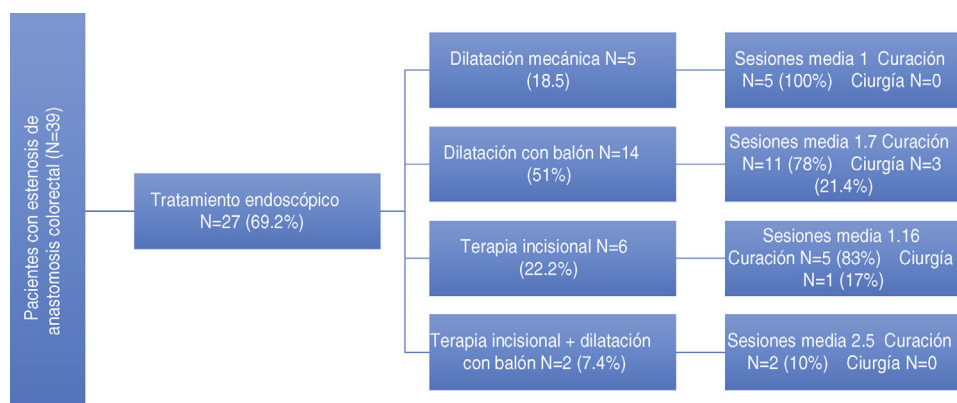 Pacientes con estenosis de
anastomosis colorectal (N=39)
Tratamiento endoscópico
N=27 (69.2%)
Dilatación mecánica N=5
(18.5)
Sesiones media 1 Curación
N=5 (100%) Ciurgía N=0
Dilatación con balón N=14
(51%)
Sesiones media 1.7 Curación
N=11 (78%) Cirurgía N=3
(21.4%)
Terapia incisional N=6
(22.2%)
Sesiones media 1.16
Curación N=5 (83%) Ciurgía
N=1 (17%)
Terapia incisional + dilatación
con balón N=2 (7.4%)
Sesiones media 2.5 Curación
N=2 (10%) Ciurgía N=0